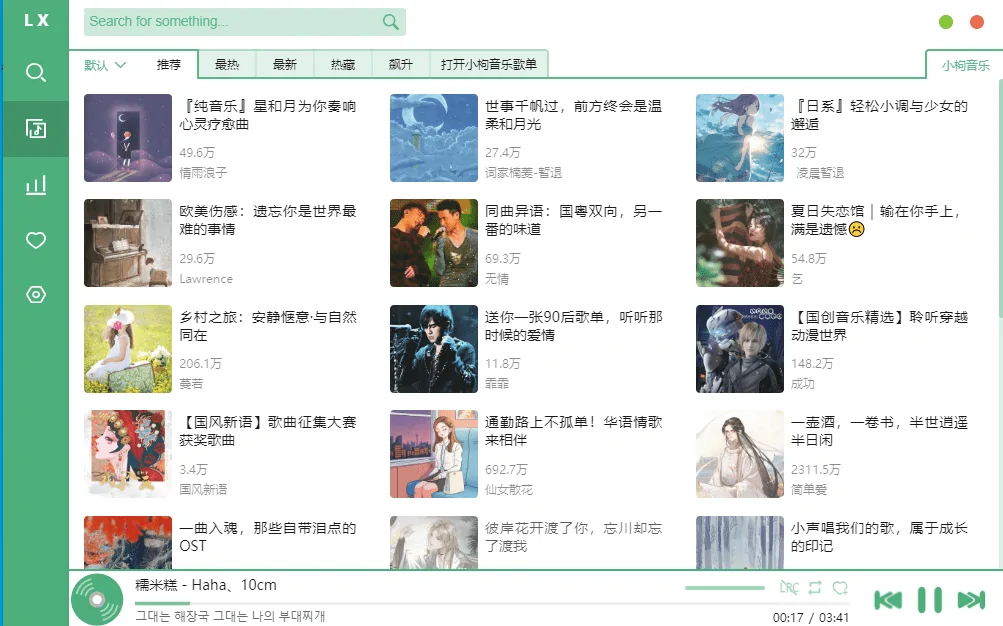 LX
Search for something...
默认
推荐
最热
最新
热藏
飙升
打开小枸音乐歌单
小枸音乐
『纯音乐』星和月为你奏响
心灵疗愈曲
49.6万
倩雨浪子
世事千帆过，前方终会是温
柔和月光
27.4万
词家楠萎-暂退
『日系』轻松小调与少女的
邂逅
32万
凌晨暂退
欧美伤感：遗忘你是世界最
难的事情
29.6万
Lawrence
同曲异语：国粤双向，另一
番的味道
69.3万
无情
夏日失恋馆｜输在你手上，
满是遗憾☹️
54.8万
乞
乡村之旅：安静惬意·与自然
同在
206.1万
葽若
送你一张90后歌单，听听那
时候的爱情
11.8万
霏霏
【国创音乐精选】聆听穿越
动漫世界
148.2万
成功
【国风新语】歌曲征集大赛
获奖歌曲
3.4万
国风新语
通勤路上不孤单！华语情歌
来相伴
692.7万
仙女散花
一壶酒，一卷书，半世逍遥
半日闲
2311.5万
简单爱
一曲入魂，那些自带泪点的
OST
彼岸花开渡了你，忘川却忘
了渡我
小声唱我们的歌，属于成长
的印记
糯米糕 - Haha、10cm
그대는 해장국 그대는 나의 부대찌개
LRC
00:17 / 03:41